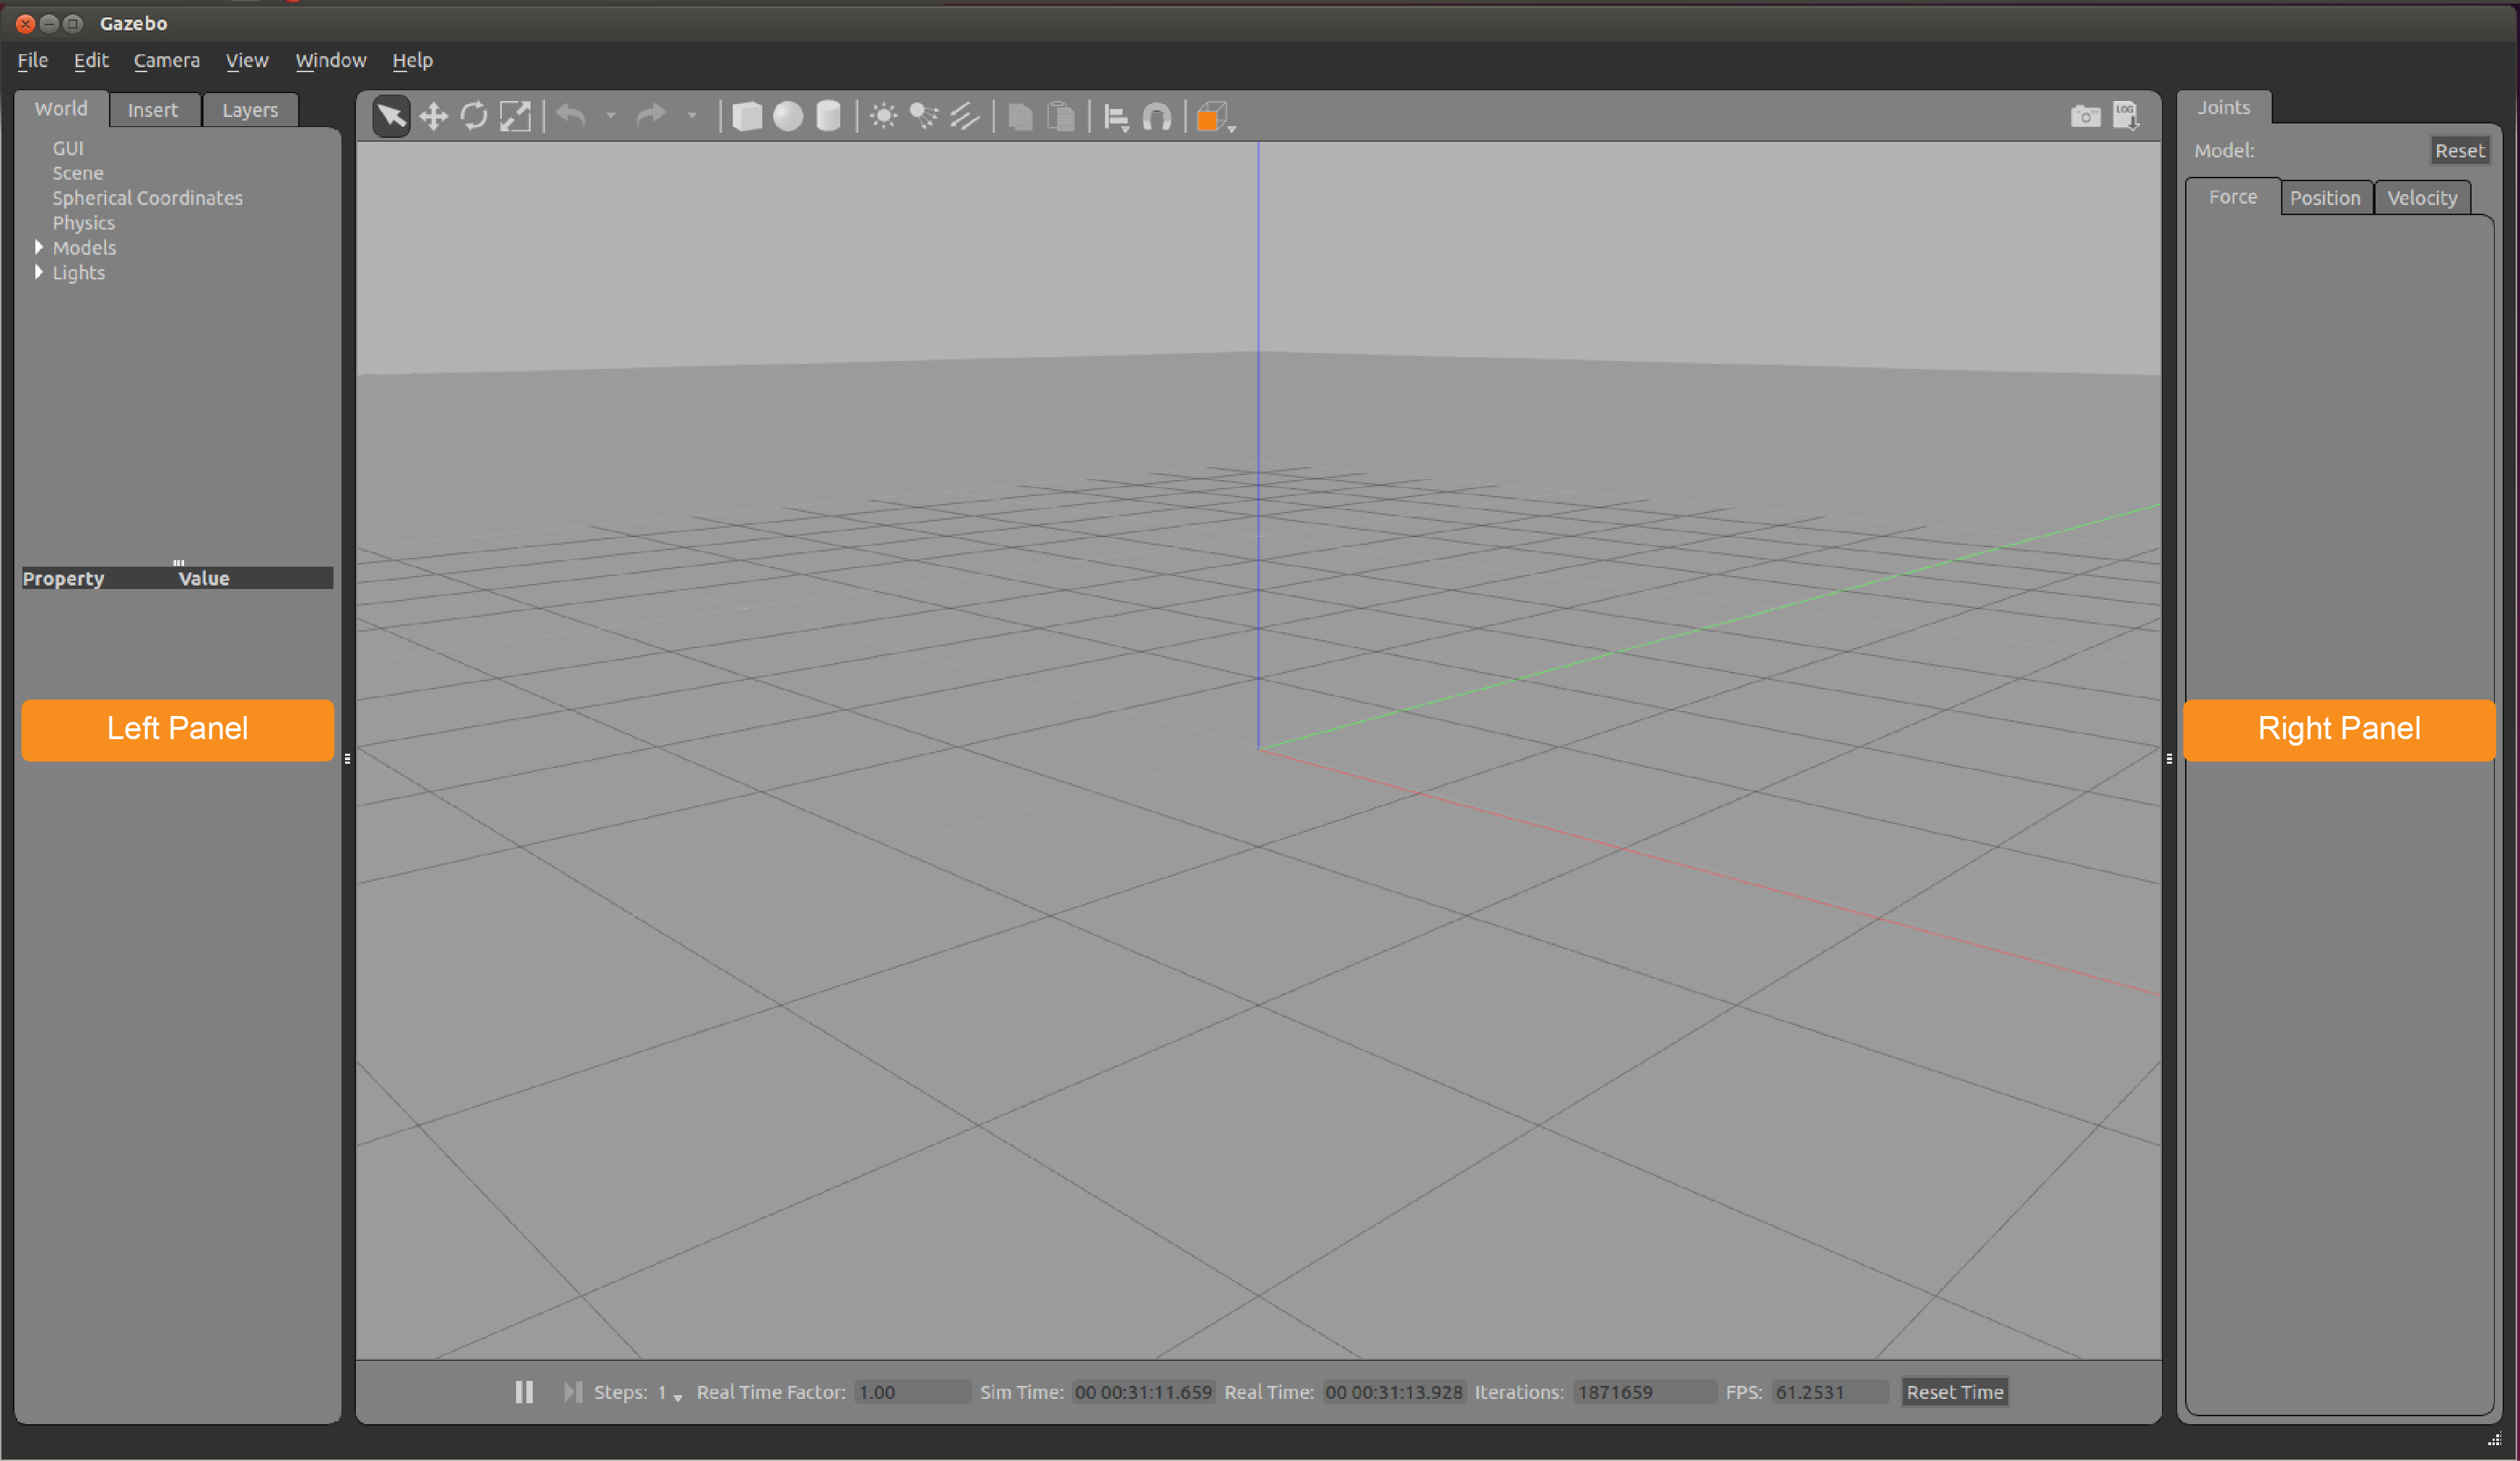 Gazebo
File Edit Camera View Window Help
World Insert Layers
GUI
Scene
Spherical Coordinates
Physics
Models
Lights
Property Value
Left Panel
LOG
Joints
Model: Reset
Force Position Velocity
Right Panel
Steps: 1 Real Time Factor: 1.00 Sim Time: 00 00:31:11.659 Real Time: 00 00:31:13.928 Iterations: 1871659 FPS: 61.2531 Reset Time